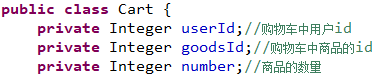 public class Cart {
private Integer userId;//购物车中用户id
private Integer goodsId;//购物车中商品的id
private Integer number;//商品的数量